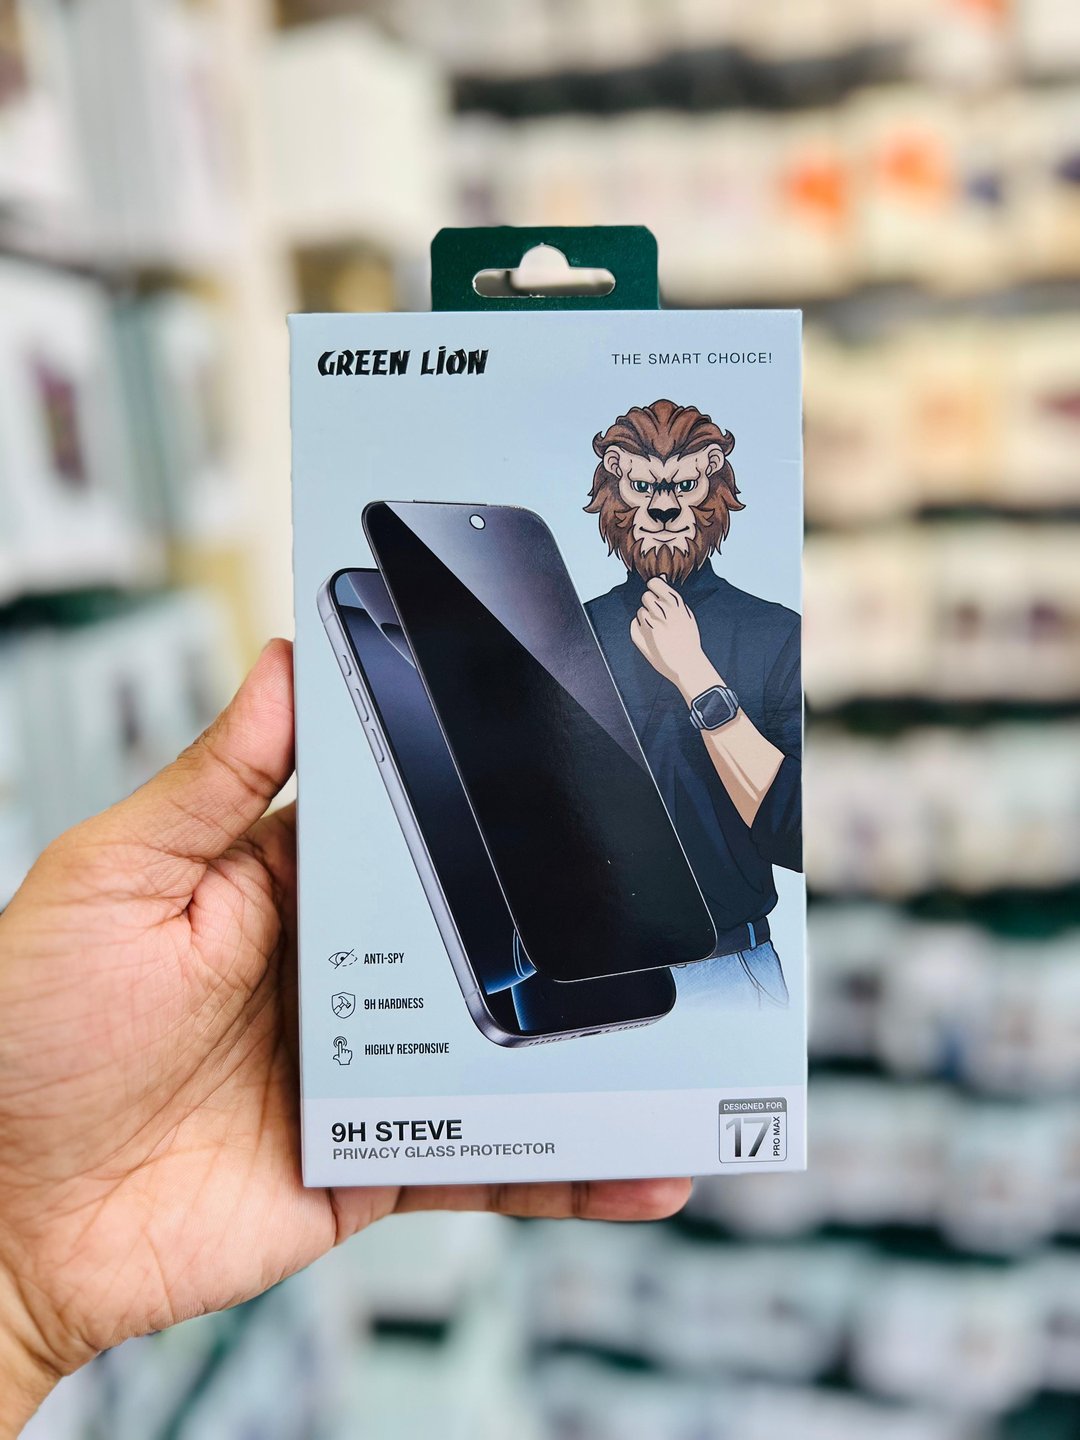 GREEN LION
THE SMART CHOICE!
ANTI-SPY
9H HARDNESS
HIGHLY RESPONSIVE
9H STEVE
PRIVACY GLASS PROTECTOR
DESIGNED FOR
17 PRO MAX